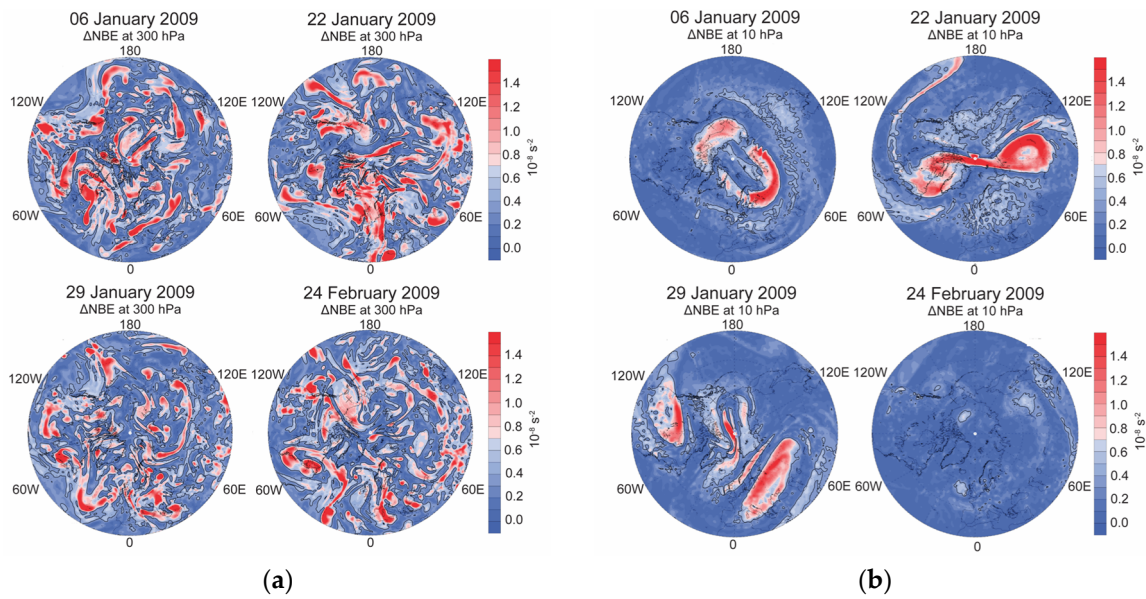 06 January 2009
ΔNBE at 300 hPa
180
120W
120E
60W
60E
0
22 January 2009
ΔNBE at 300 hPa
180
120W
120E
60W
60E
0
1.4
1.2
1.0
0.8
0.6
0.4
0.2
0.0
10⁻⁸ s⁻²
29 January 2009
ΔNBE at 300 hPa
180
120W
120E
60W
60E
0
24 February 2009
ΔNBE at 300 hPa
180
120W
120E
60W
60E
0
1.4
1.2
1.0
0.8
0.6
0.4
0.2
0.0
10⁻⁸ s⁻²
(a)
06 January 2009
ΔNBE at 10 hPa
180
120W
120E
60W
60E
0
22 January 2009
ΔNBE at 10 hPa
180
120W
120E
60W
60E
0
1.4
1.2
1.0
0.8
0.6
0.4
0.2
0.0
10⁻⁸ s⁻²
29 January 2009
ΔNBE at 10 hPa
180
120W
120E
60W
60E
0
24 February 2009
ΔNBE at 10 hPa
180
120W
120E
60W
60E
0
1.4
1.2
1.0
0.8
0.6
0.4
0.2
0.0
10⁻⁸ s⁻²
(b)